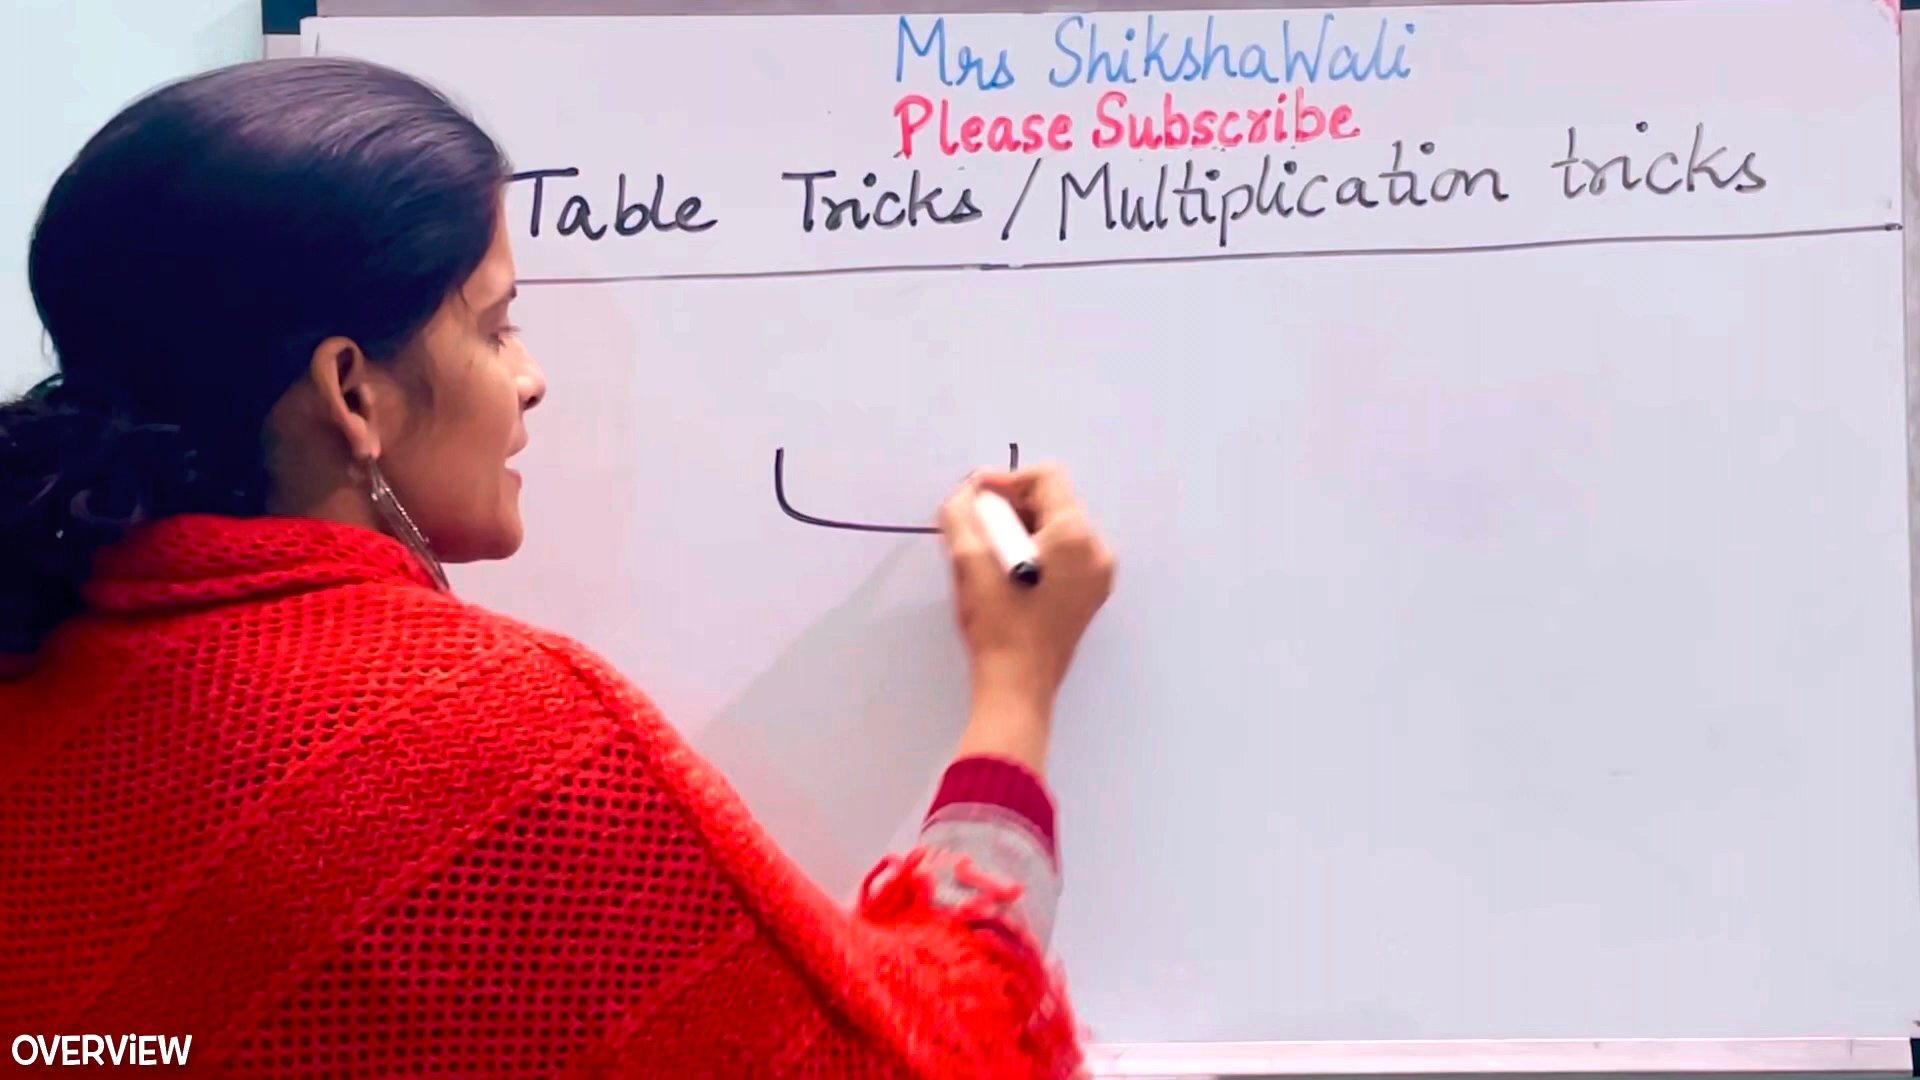 Mrs ShikshaWali
Please Subscribe
Table Tricks / Multiplication tricks
OVERViEW